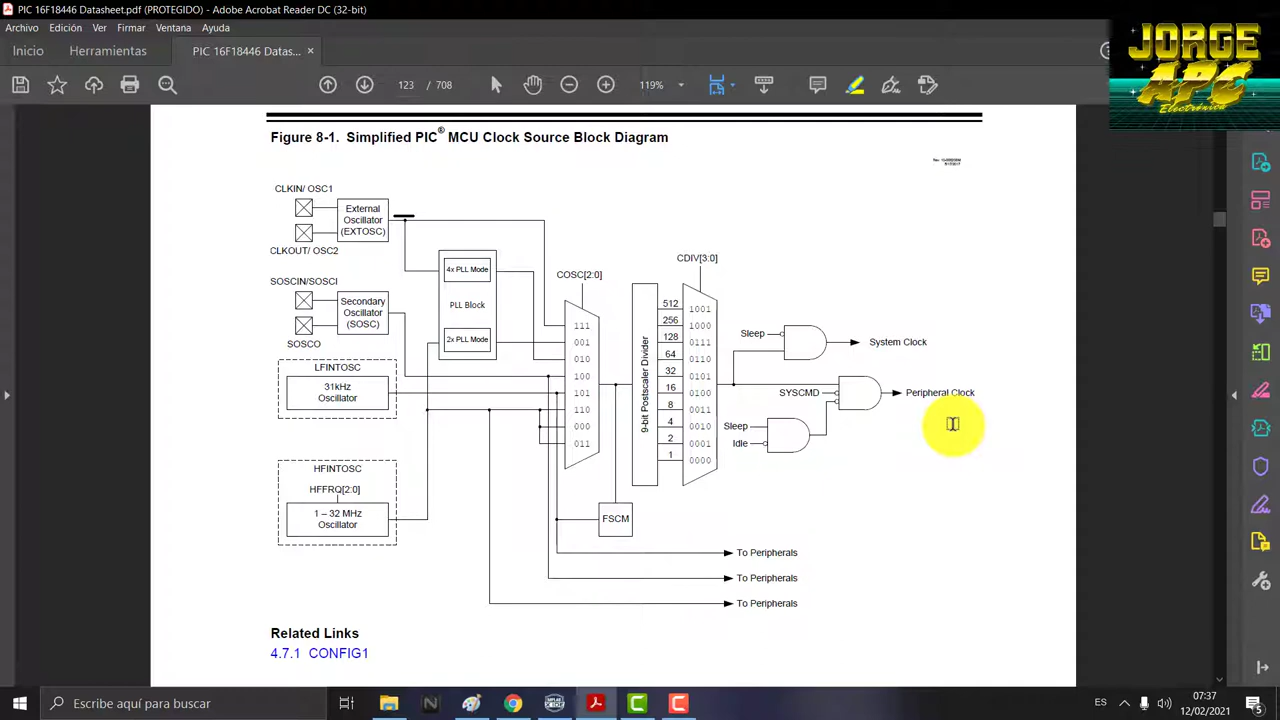 PIC 16F18446 Datasheet.pdf (PROTEGIDO) - Adobe Acrobat Reader DC (32-bit)
Archivo Edición Ver Firmar Ventana Ayuda
Inicio Herramientas PIC 16F18446 Datas... ×
119%
JORGE
APC
Electrónica
Figure 8-1. Simplified PIC® MCU Clock Source Block Diagram
CLKIN/ OSC1
External
Oscillator
(EXTOSC)
CLKOUT/ OSC2
SOSCIN/SOSCI
Secondary
Oscillator
(SOSC)
SOSCO
LFINTOSC
31kHz
Oscillator
HFINTOSC
HFFRQ[2:0]
1 – 32 MHz
Oscillator
4x PLL Mode
PLL Block
2x PLL Mode
COSC[2:0]
111
001
010
100
101
110
000
011
FSCM
9-bit Postscaler Divider
CDIV[3:0]
512 1001
256 1000
128 0111
64 0110
32 0101
16 0100
8 0011
4 0010
2 0001
1 0000
Sleep
System Clock
SYSCMD
Peripheral Clock
Sleep
Idle
To Peripherals
To Peripherals
To Peripherals
Related Links
4.7.1 CONFIG1
Escribe aquí para buscar
ES
07:37
12/02/2021
5